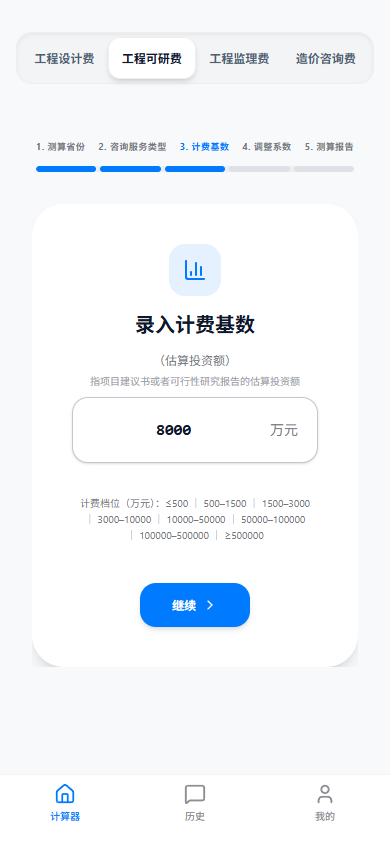 工程设计费 工程可研费 工程监理费 造价咨询费
1. 测算省份 2. 咨询服务类型 3. 计费基数 4. 调整系数 5. 测算报告
录入计费基数
（估算投资额）
指项目建议书或者可行性研究报告的估算投资额
8000 万元
计费档位（万元）：≤500 ｜ 500–1500 ｜ 1500–3000
｜ 3000–10000 ｜ 10000–50000 ｜ 50000–100000
｜ 100000–500000 ｜ ≥500000
继续
计算器 历史 我的